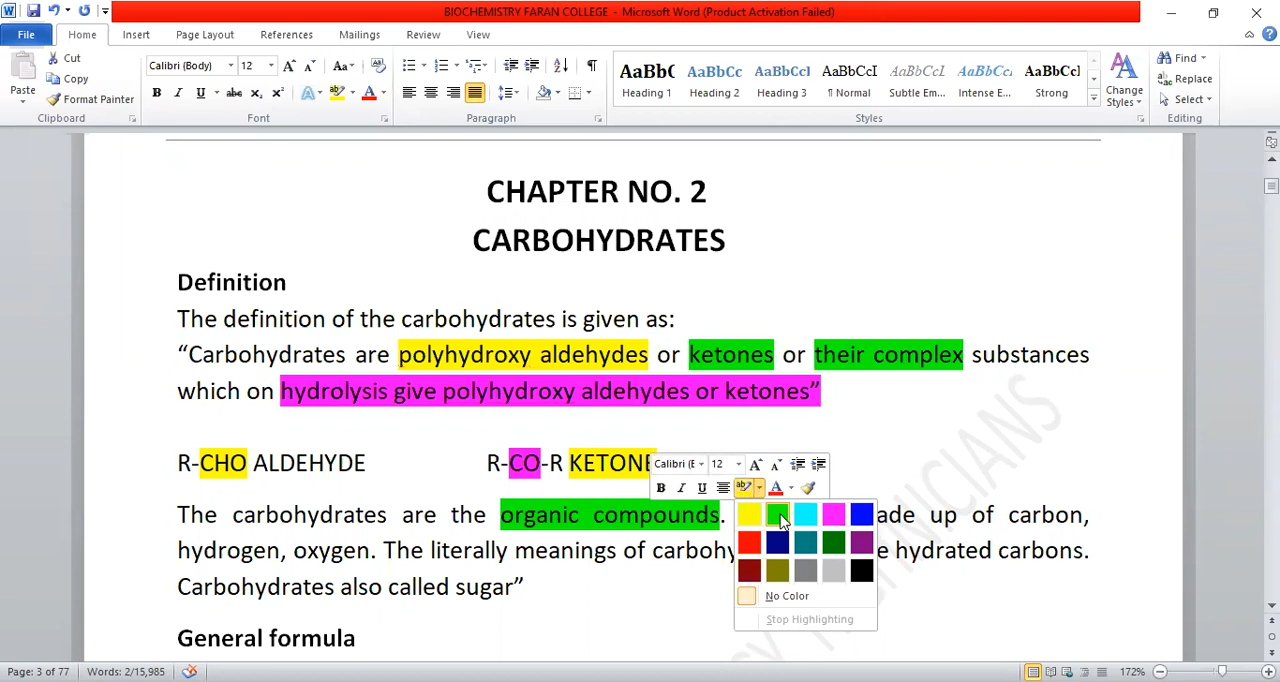 BIOCHEMISTRY FARAN COLLEGE - Microsoft Word (Product Activation Failed)
File Home Insert Page Layout References Mailings Review View
Paste
Cut
Copy
Format Painter
Clipboard
Calibri (Body) 12
Font
Paragraph
AaBbC AaBbCc AaBbCcI AaBbCcI AaBbCcI AaBbCcI AaBbCcI
Heading 1 Heading 2 Heading 3 ¶ Normal Subtle Em... Intense E... Strong
Styles
Change Styles
Find
Replace
Select
Editing
CHAPTER NO. 2
CARBOHYDRATES
Definition
The definition of the carbohydrates is given as:
“Carbohydrates are polyhydroxy aldehydes or ketones or their complex substances
which on hydrolysis give polyhydroxy aldehydes or ketones”
R-CHO ALDEHYDE R-CO-R KETONE
Calibri (E 12
The carbohydrates are the organic compounds. ade up of carbon,
hydrogen, oxygen. The literally meanings of carbohy e hydrated carbons.
Carbohydrates also called sugar”
No Color
Stop Highlighting
General formula
Page: 3 of 77 Words: 2/15,985 172%